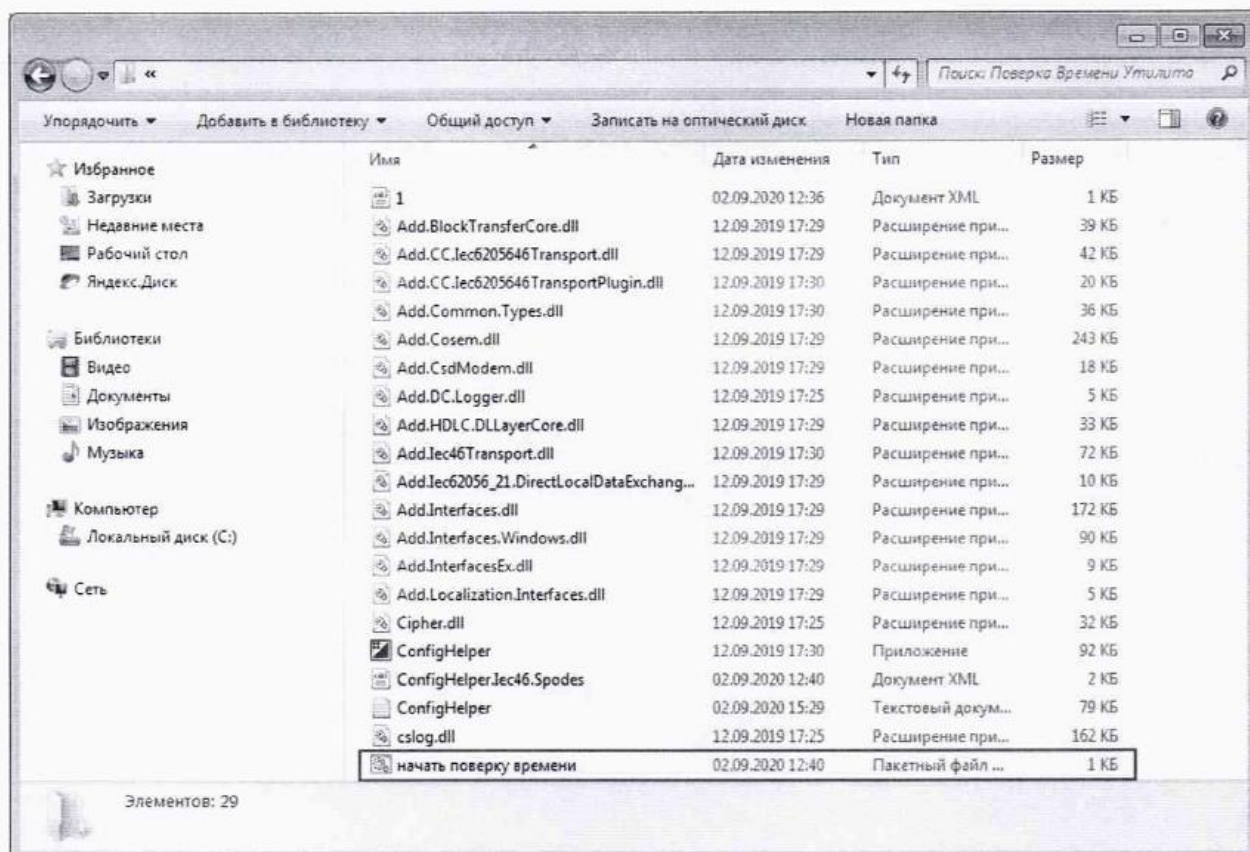 «
Поиск: Поверка Времени Утилита
Упорядочить Добавить в библиотеку Общий доступ Записать на оптический диск Новая папка
Избранное
Загрузки
Недавние места
Рабочий стол
Яндекс.Диск
Библиотеки
Видео
Документы
Изображения
Музыка
Компьютер
Локальный диск (C:)
Сеть
Имя Дата изменения Тип Размер
1 02.09.2020 12:36 Документ XML 1 КБ
Add.BlockTransferCore.dll 12.09.2019 17:29 Расширение при... 39 КБ
Add.CC.Iec6205646Transport.dll 12.09.2019 17:29 Расширение при... 42 КБ
Add.CC.Iec6205646TransportPlugin.dll 12.09.2019 17:30 Расширение при... 20 КБ
Add.Common.Types.dll 12.09.2019 17:30 Расширение при... 36 КБ
Add.Cosem.dll 12.09.2019 17:29 Расширение при... 243 КБ
Add.CsdModem.dll 12.09.2019 17:29 Расширение при... 18 КБ
Add.DC.Logger.dll 12.09.2019 17:25 Расширение при... 5 КБ
Add.HDLC.DLLayerCore.dll 12.09.2019 17:29 Расширение при... 33 КБ
Add.Iec46Transport.dll 12.09.2019 17:30 Расширение при... 72 КБ
Add.Iec62056_21.DirectLocalDataExchang... 12.09.2019 17:29 Расширение при... 10 КБ
Add.Interfaces.dll 12.09.2019 17:29 Расширение при... 172 КБ
Add.Interfaces.Windows.dll 12.09.2019 17:29 Расширение при... 90 КБ
Add.InterfacesEx.dll 12.09.2019 17:29 Расширение при... 9 КБ
Add.Localization.Interfaces.dll 12.09.2019 17:29 Расширение при... 5 КБ
Cipher.dll 12.09.2019 17:25 Расширение при... 32 КБ
ConfigHelper 12.09.2019 17:30 Приложение 92 КБ
ConfigHelper.Iec46.Spodes 02.09.2020 12:40 Документ XML 2 КБ
ConfigHelper 02.09.2020 15:29 Текстовый докум... 79 КБ
cslog.dll 12.09.2019 17:25 Расширение при... 162 КБ
начать поверку времени 02.09.2020 12:40 Пакетный файл ... 1 КБ
Элементов: 29